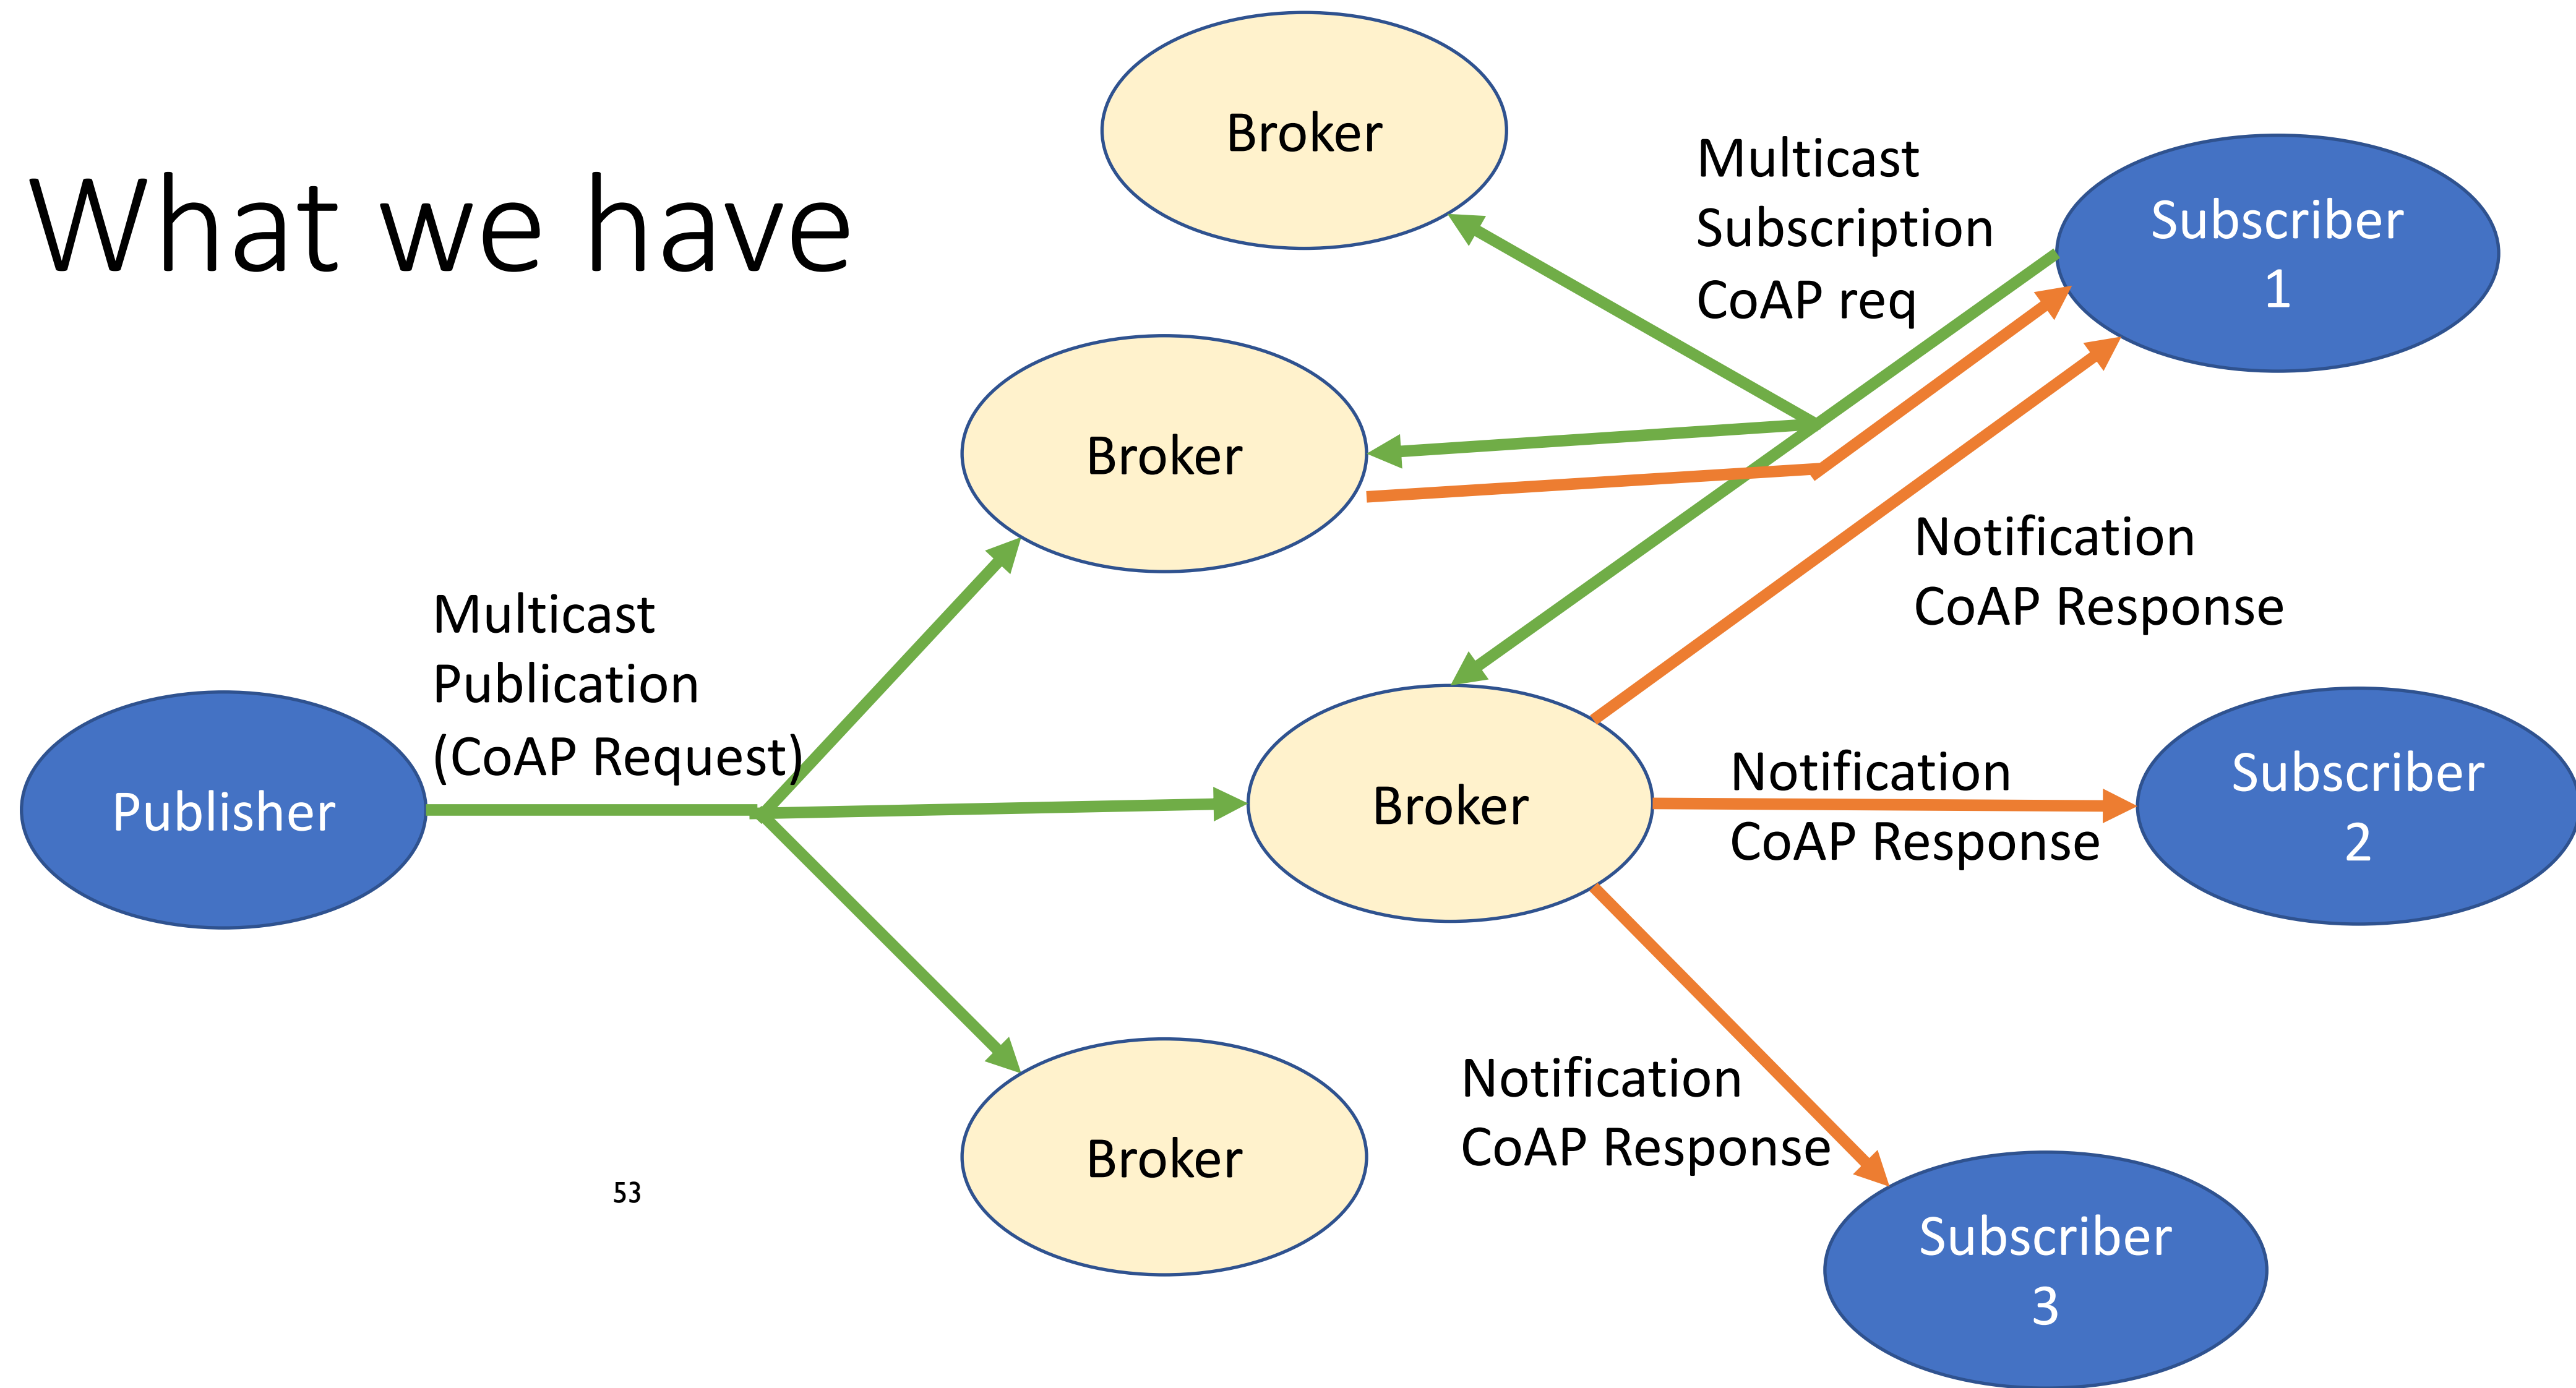 What we have
Broker
Multicast
Subscription
CoAP req
Subscriber
1
Broker
Notification
CoAP Response
Multicast
Publication
(CoAP Request)
Publisher
Broker
Notification
CoAP Response
Subscriber
2
Notification
CoAP Response
Broker
53
Subscriber
3